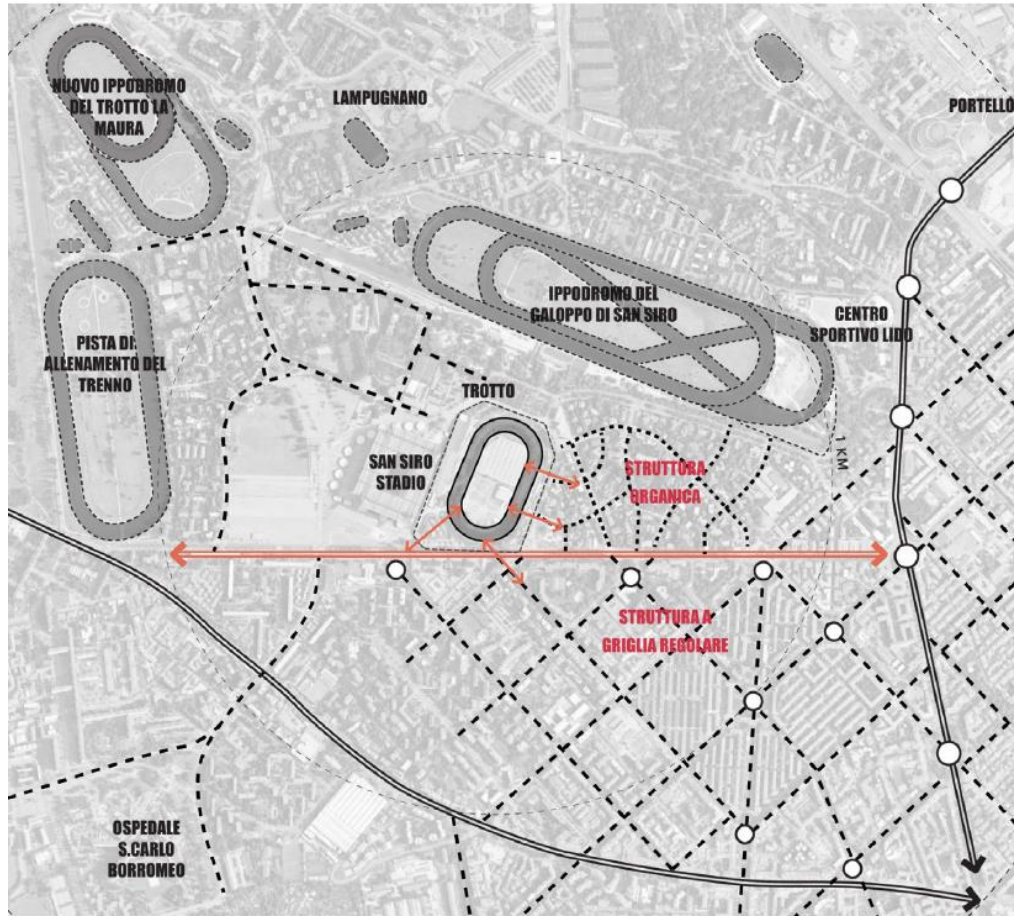 NUOVO IPPODROMO
DEL TROTTO LA
MAURA
LAMPUGNANO
PORTELLO
PISTA DI
ALLENAMENTO DEL
TRENNO
IPPODROMO DEL
GALOPPO DI SAN SIRO
CENTRO
SPORTIVO LIDO
TROTTO
SAN SIRO
STADIO
STRUTTURA
ORGANICA
1 KM
STRUTTURA A
GRIGLIA REGOLARE
OSPEDALE
S.CARLO
BORROMEO